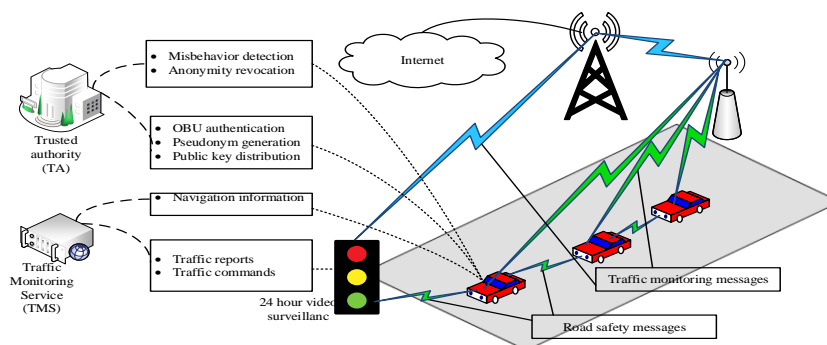 Misbehavior detection
Anonymity revocation
Internet
Trusted
authority
(TA)
OBU authentication
Pseudonym generation
Public key distribution
Navigation information
Traffic
Monitoring
Service
(TMS)
Traffic reports
Traffic commands
24 hour video
surveillanc
Traffic monitoring messages
Road safety messages